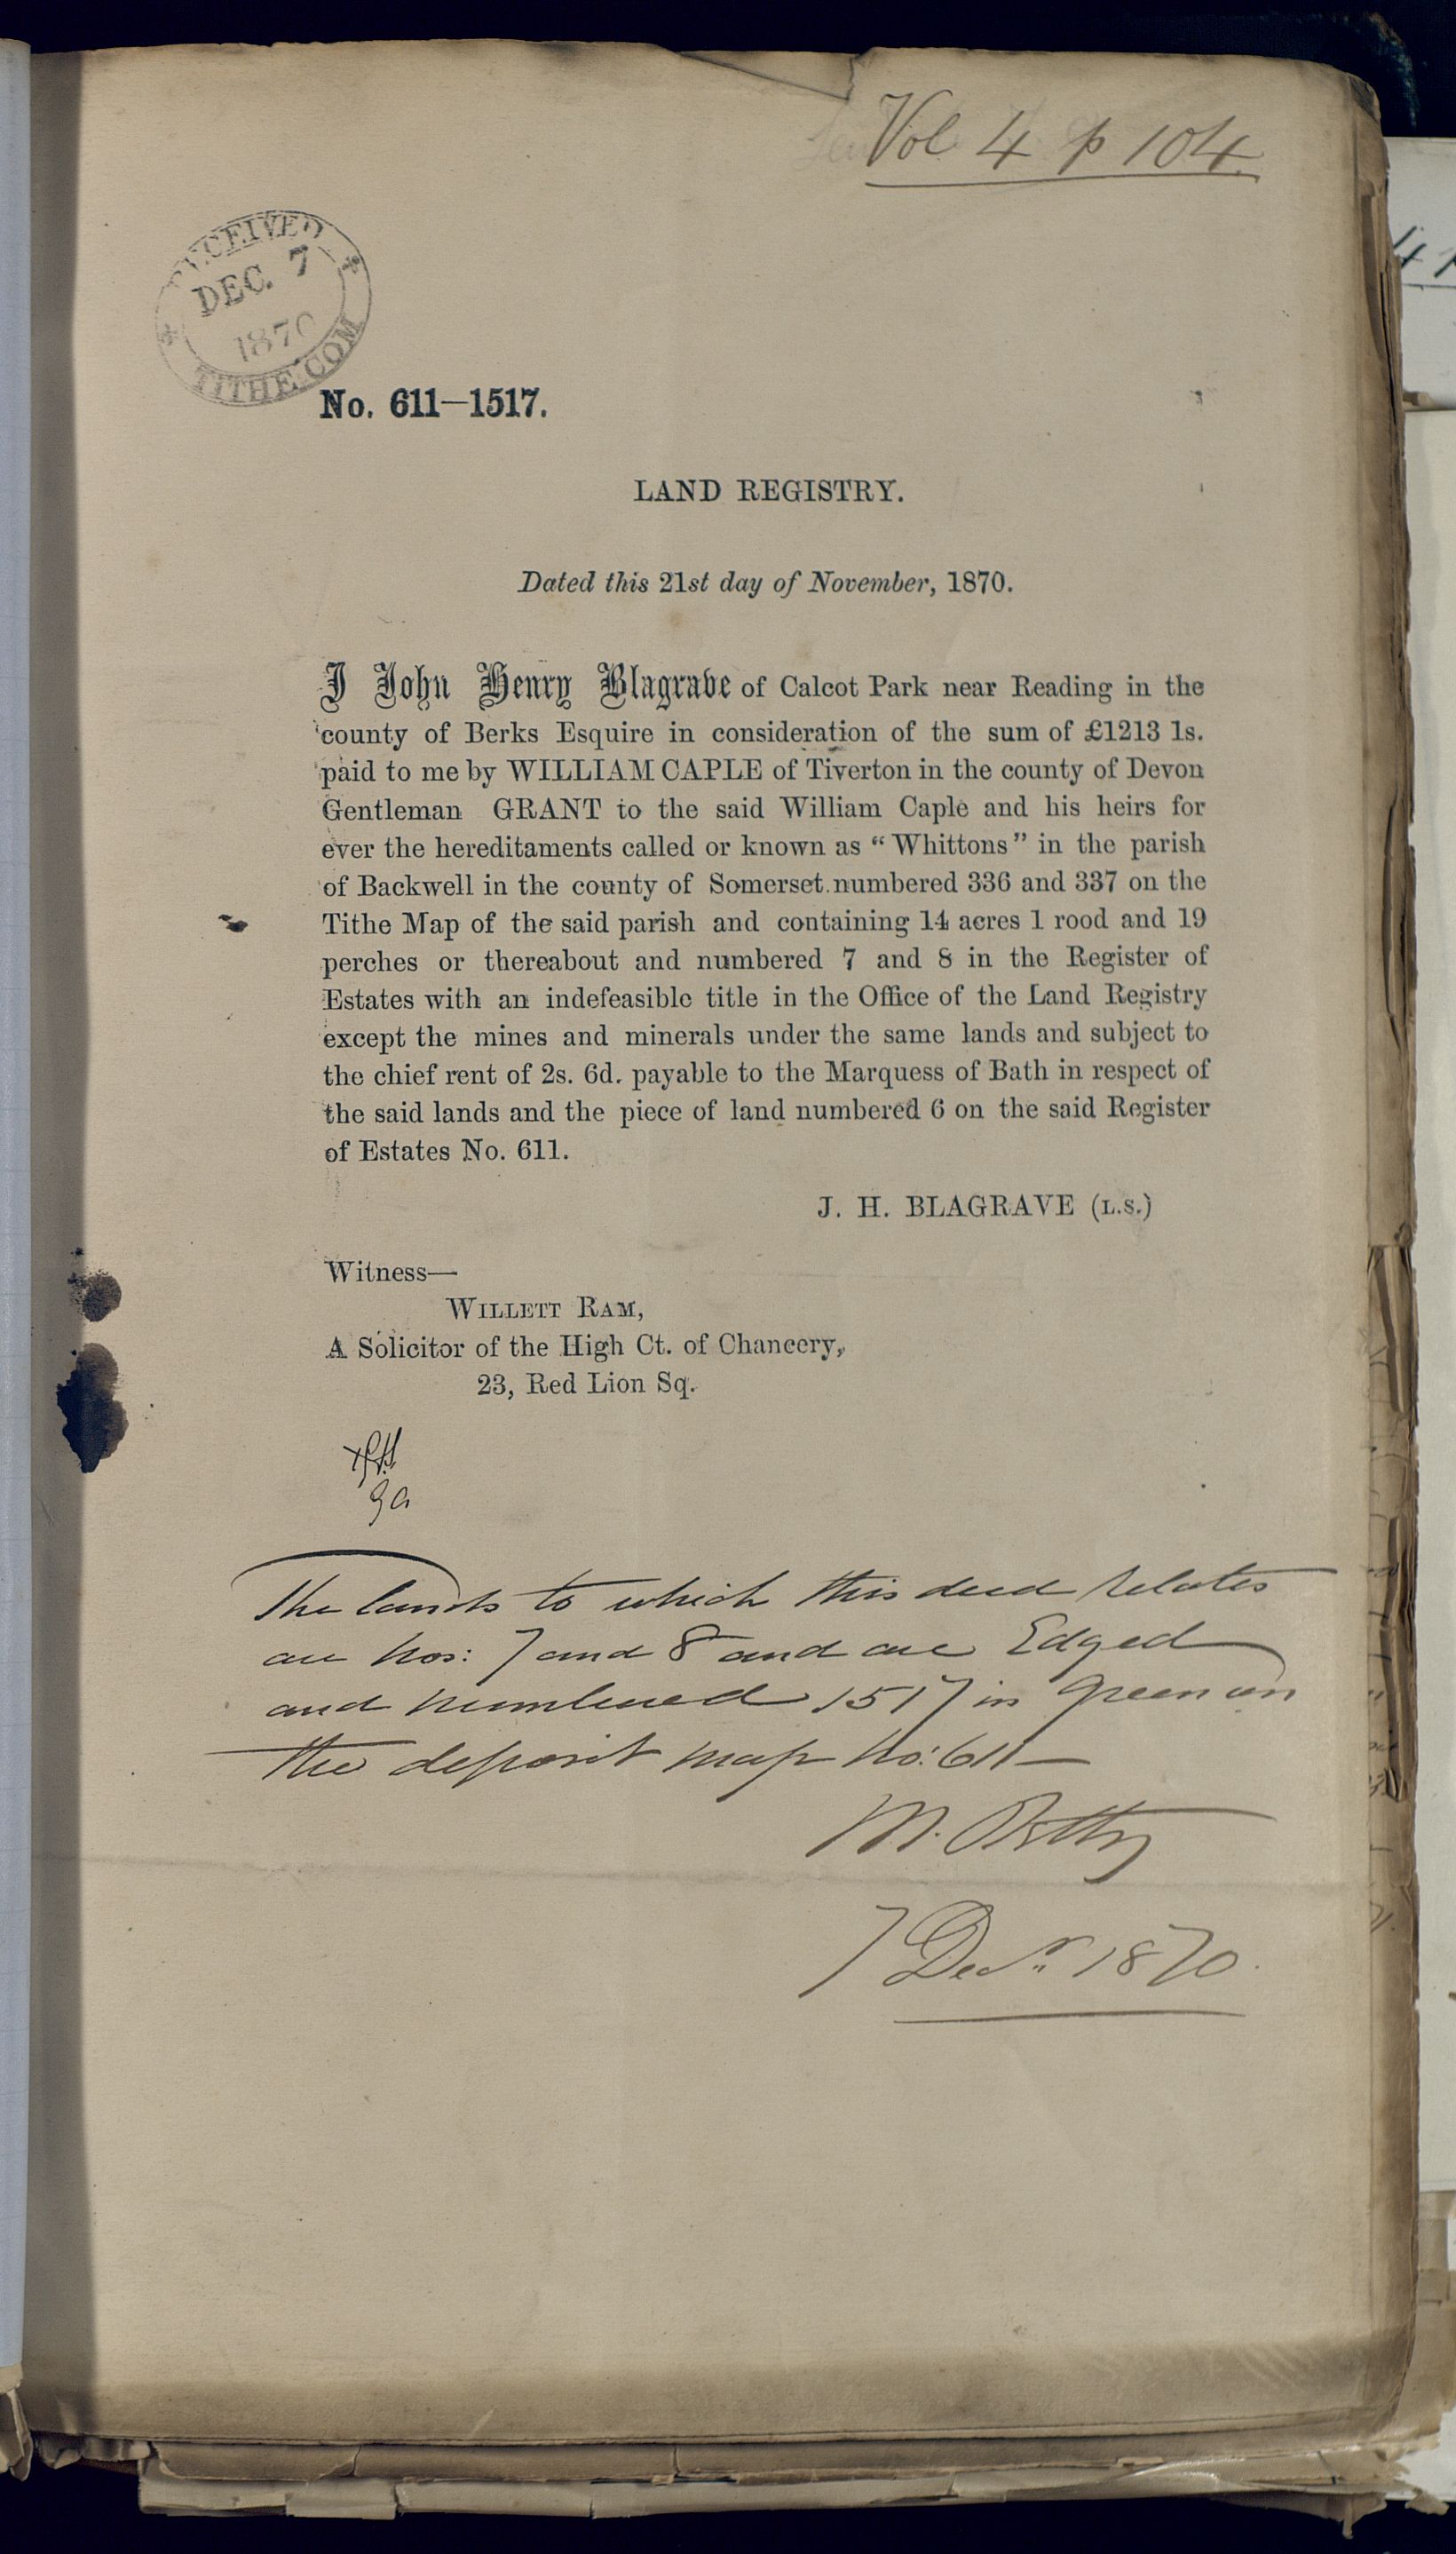 Vol 4 p 104
RECEIVED
DEC. 7
1870
TITHE.COM
No. 611—1517.
LAND REGISTRY.
Dated this 21st day of November, 1870.
I John Henry Blagrave of Calcot Park near Reading in the
county of Berks Esquire in consideration of the sum of £1213 1s.
paid to me by WILLIAM CAPLE of Tiverton in the county of Devon
Gentleman GRANT to the said William Caple and his heirs for
ever the hereditaments called or known as “Whittons” in the parish
of Backwell in the county of Somerset numbered 336 and 337 on the
Tithe Map of the said parish and containing 14 acres 1 rood and 19
perches or thereabout and numbered 7 and 8 in the Register of
Estates with an indefeasible title in the Office of the Land Registry
except the mines and minerals under the same lands and subject to
the chief rent of 2s. 6d. payable to the Marquess of Bath in respect of
the said lands and the piece of land numbered 6 on the said Register
of Estates No. 611.
J. H. BLAGRAVE (L.S.)
Witness—
WILLETT RAM,
A Solicitor of the High Ct. of Chancery,
23, Red Lion Sq.
The lands to which this deed relates
are Nos: 7 and 8 and are Edged
and numbered 1517 in green on
the deposit map No: 611—
M.
7 Decr. 1870.